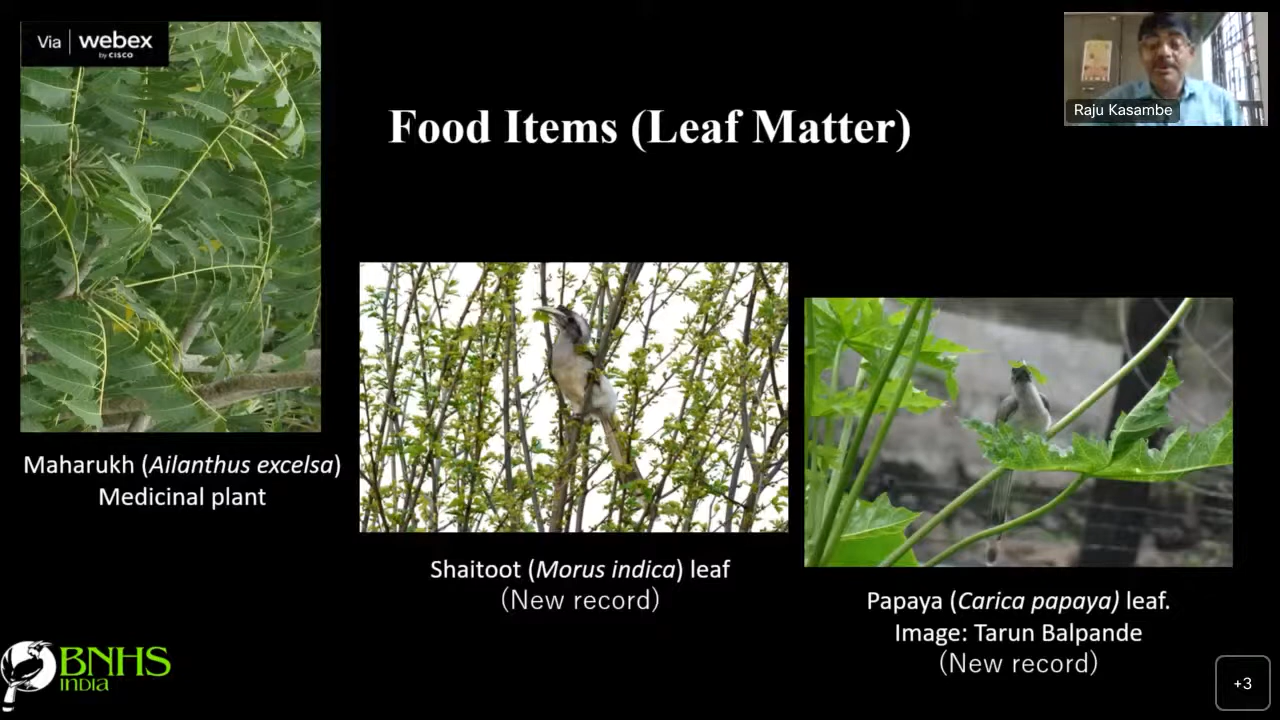 Via webex
by CISCO
Raju Kasambe
Food Items (Leaf Matter)
Maharukh (Ailanthus excelsa)
Medicinal plant
Shaitoot (Morus indica) leaf
(New record)
Papaya (Carica papaya) leaf.
Image: Tarun Balpande
(New record)
BNHS
INDIA
+3